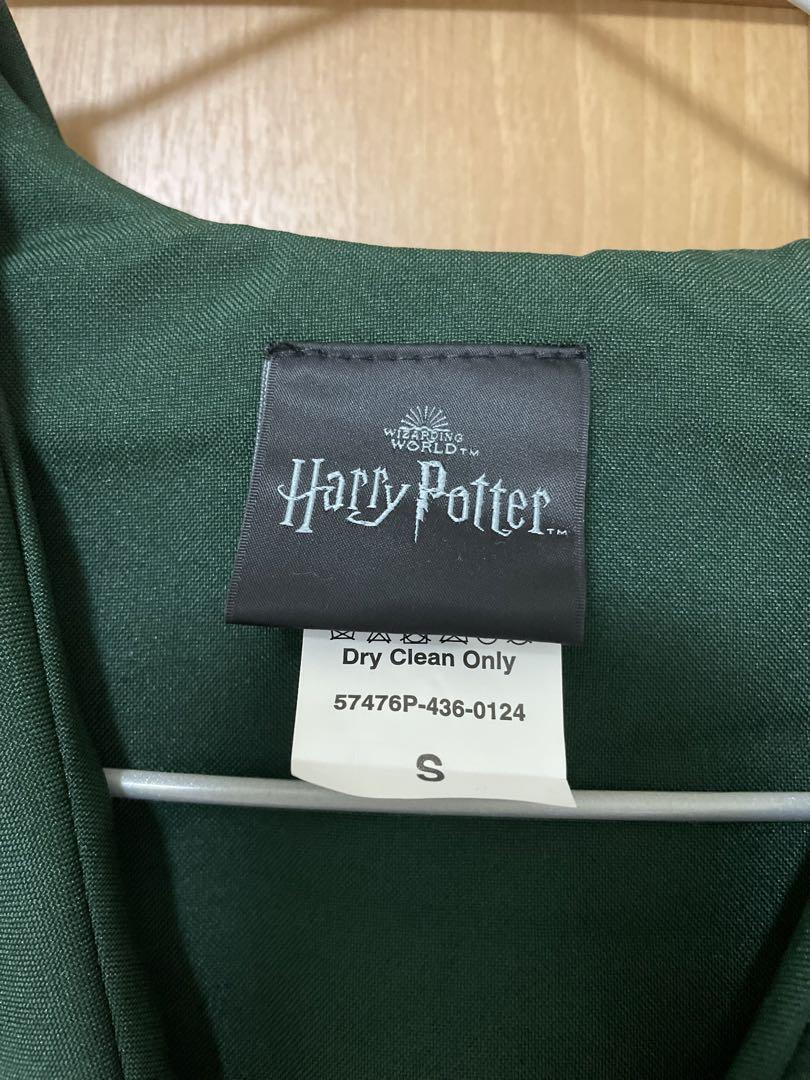 WIZARDING
WORLD™
Harry Potter™
Dry Clean Only
57476P-436-0124
S